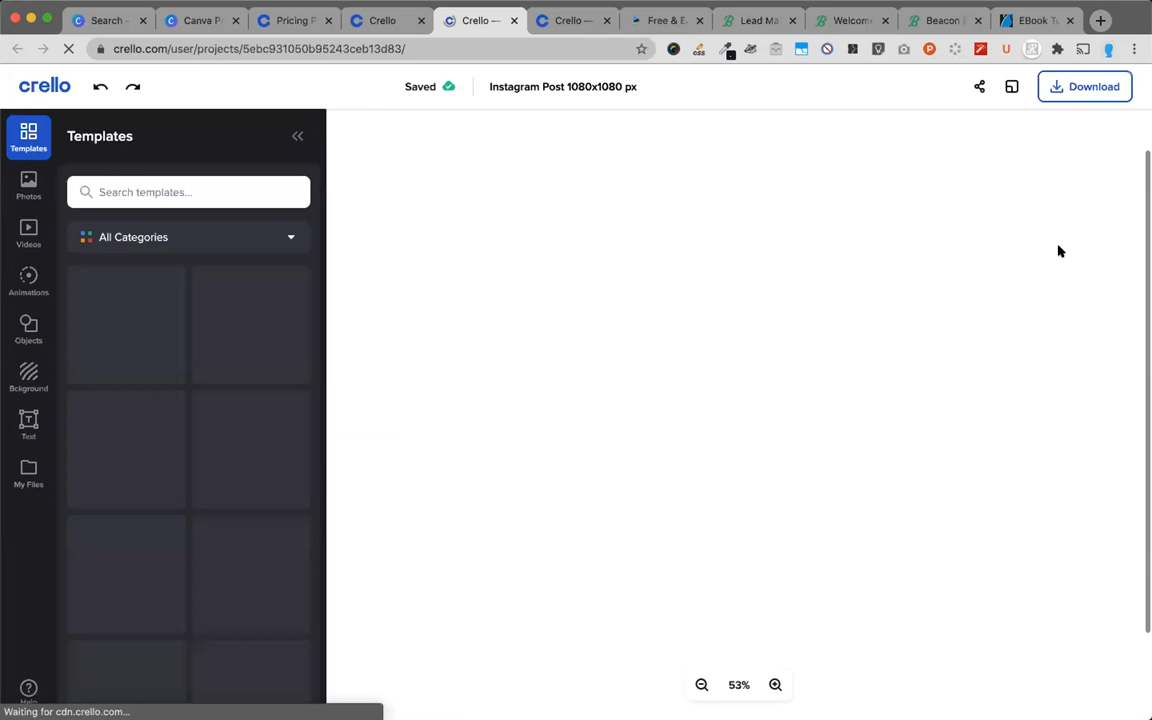 Search -
Canva P
Pricing P
Crello
Crello —
Crello —
Free & E
Lead Ma
Welcom
Beacon
EBook Tu
crello.com/user/projects/5ebc931050b95243ceb13d83/
crello
Saved
Instagram Post 1080x1080 px
Download
Templates
Templates
Search templates...
Photos
All Categories
Videos
Animations
Objects
Bckground
Text
My Files
53%
Help
Waiting for cdn.crello.com...